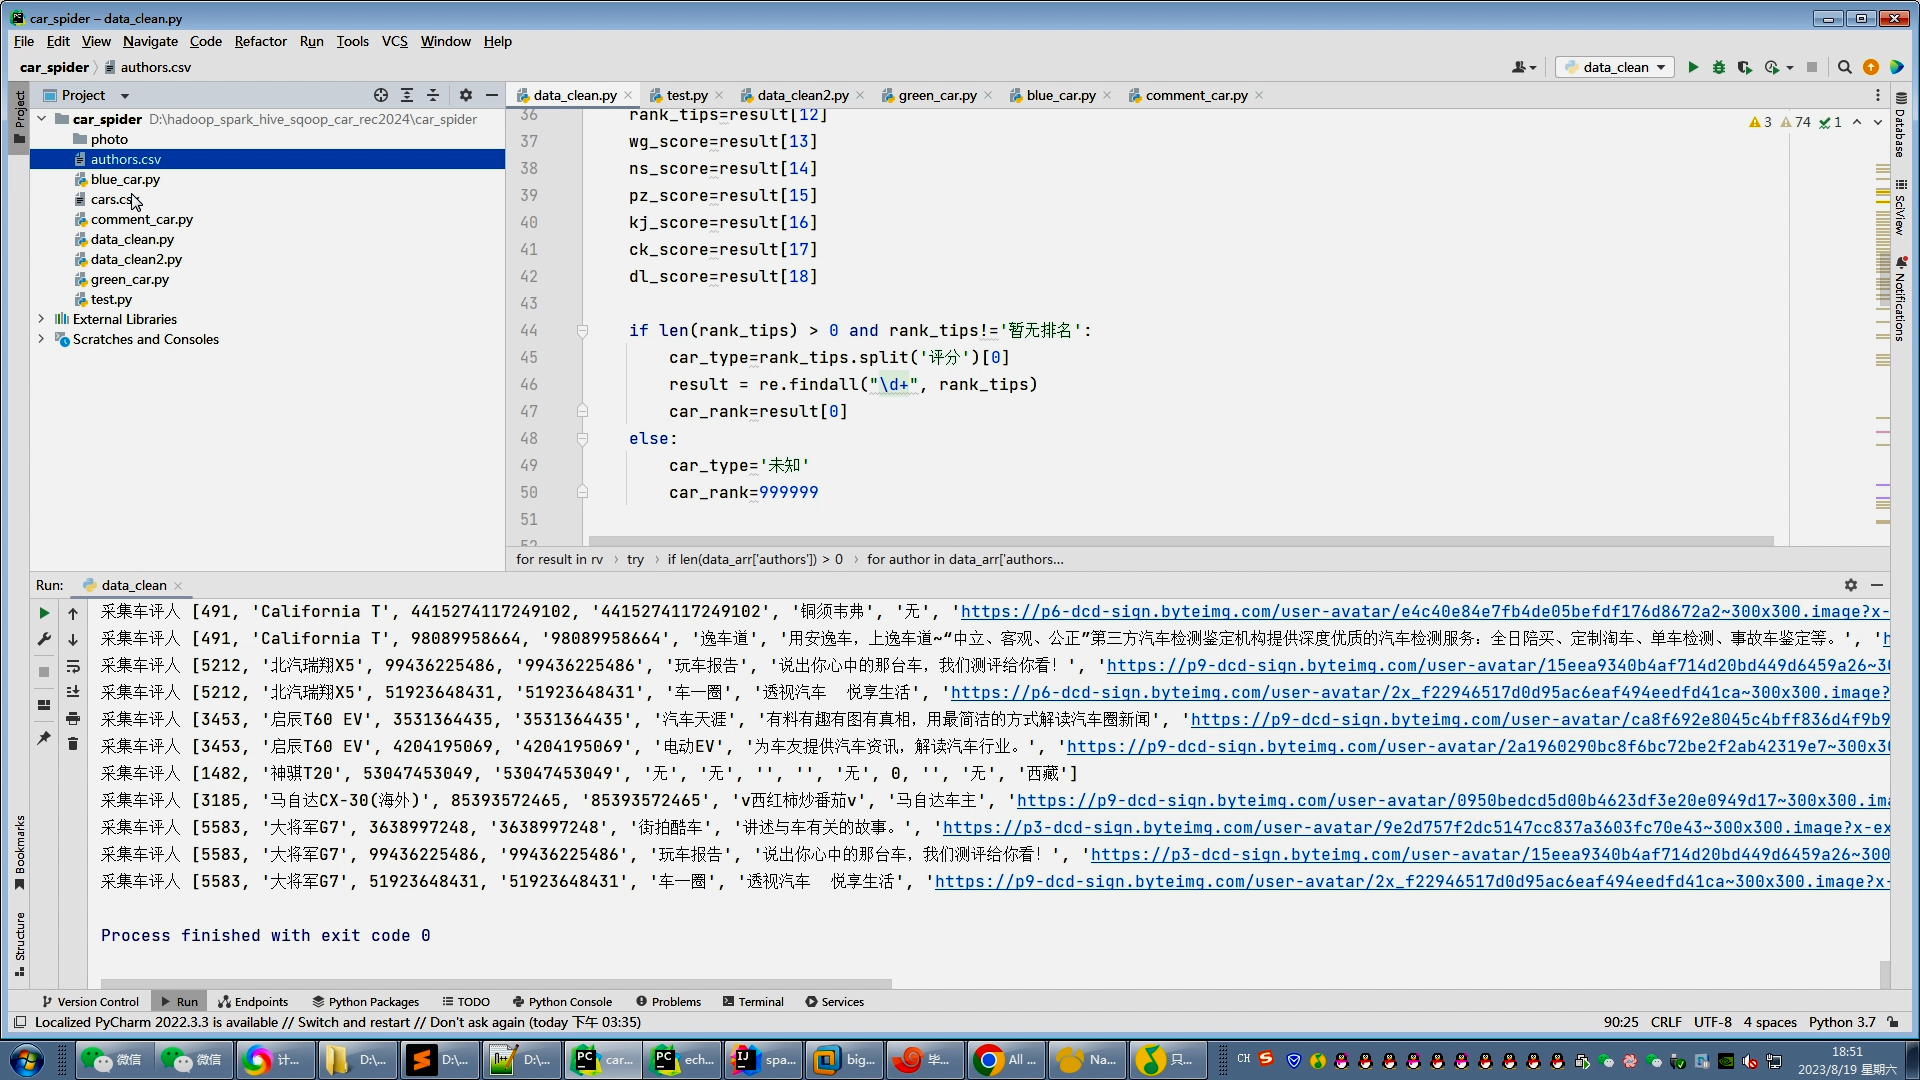 car_spider – data_clean.py
File Edit View Navigate Code Refactor Run Tools VCS Window Help
car_spider authors.csv
data_clean
Project
data_clean.py test.py data_clean2.py green_car.py blue_car.py comment_car.py
car_spider D:\hadoop_spark_hive_sqoop_car_rec2024\car_spider
photo
authors.csv
blue_car.py
cars.cs
comment_car.py
data_clean.py
data_clean2.py
green_car.py
test.py
External Libraries
Scratches and Consoles
3 74 1
36 rank_tips=result[12]
37 wg_score=result[13]
38 ns_score=result[14]
39 pz_score=result[15]
40 kj_score=result[16]
41 ck_score=result[17]
42 dl_score=result[18]
43
44 if len(rank_tips) > 0 and rank_tips!='暂无排名':
45 car_type=rank_tips.split('评分')[0]
46 result = re.findall("\d+", rank_tips)
47 car_rank=result[0]
48 else:
49 car_type='未知'
50 car_rank=999999
51
52
for result in rv › try › if len(data_arr['authors']) > 0 › for author in data_arr['authors...
Project
Bookmarks
Structure
Database
SciView
Notifications
Run: data_clean
采集车评人 [491, 'California T', 4415274117249102, '4415274117249102', '铜须韦弗', '无', 'https://p6-dcd-sign.byteimg.com/user-avatar/e4c40e84e7fb4de05befdf176d8672a2~300x300.image?x-
采集车评人 [491, 'California T', 98089958664, '98089958664', '逸车道', '用安逸车，上逸车道~“中立、客观、公正”第三方汽车检测鉴定机构提供深度优质的汽车检测服务：全日陪买、定制淘车、单车检测、事故车鉴定等。', 'h
采集车评人 [5212, '北汽瑞翔X5', 99436225486, '99436225486', '玩车报告', '说出你心中的那台车，我们测评给你看！', 'https://p9-dcd-sign.byteimg.com/user-avatar/15eea9340b4af714d20bd449d6459a26~30
采集车评人 [5212, '北汽瑞翔X5', 51923648431, '51923648431', '车一圈', '透视汽车 悦享生活', 'https://p6-dcd-sign.byteimg.com/user-avatar/2x_f22946517d0d95ac6eaf494eedfd41ca~300x300.image?
采集车评人 [3453, '启辰T60 EV', 3531364435, '3531364435', '汽车天涯', '有料有趣有图有真相，用最简洁的方式解读汽车圈新闻', 'https://p9-dcd-sign.byteimg.com/user-avatar/ca8f692e8045c4bff836d4f9b9
采集车评人 [3453, '启辰T60 EV', 4204195069, '4204195069', '电动EV', '为车友提供汽车资讯，解读汽车行业。', 'https://p9-dcd-sign.byteimg.com/user-avatar/2a1960290bc8f6bc72be2f2ab42319e7~300x30
采集车评人 [1482, '神骐T20', 53047453049, '53047453049', '无', '无', '', '', '无', 0, '', '无', '西藏']
采集车评人 [3185, '马自达CX-30(海外)', 85393572465, '85393572465', 'v西红柿炒番茄v', '马自达车主', 'https://p9-dcd-sign.byteimg.com/user-avatar/0950bedcd5d00b4623df3e20e0949d17~300x300.ima
采集车评人 [5583, '大将军G7', 3638997248, '3638997248', '街拍酷车', '讲述与车有关的故事。', 'https://p3-dcd-sign.byteimg.com/user-avatar/9e2d757f2dc5147cc837a3603fc70e43~300x300.image?x-ex
采集车评人 [5583, '大将军G7', 99436225486, '99436225486', '玩车报告', '说出你心中的那台车，我们测评给你看！', 'https://p3-dcd-sign.byteimg.com/user-avatar/15eea9340b4af714d20bd449d6459a26~300
采集车评人 [5583, '大将军G7', 51923648431, '51923648431', '车一圈', '透视汽车 悦享生活', 'https://p9-dcd-sign.byteimg.com/user-avatar/2x_f22946517d0d95ac6eaf494eedfd41ca~300x300.image?x-
Process finished with exit code 0
Version Control Run Endpoints Python Packages TODO Python Console Problems Terminal Services
Localized PyCharm 2022.3.3 is available // Switch and restart // Don't ask again (today 下午 03:35)
90:25 CRLF UTF-8 4 spaces Python 3.7
微信 微信 计... D:\... D:\... D:\... car... ech... spa... big... 毕... All ... Na... 只... CH
18:51
2023/8/19 星期六